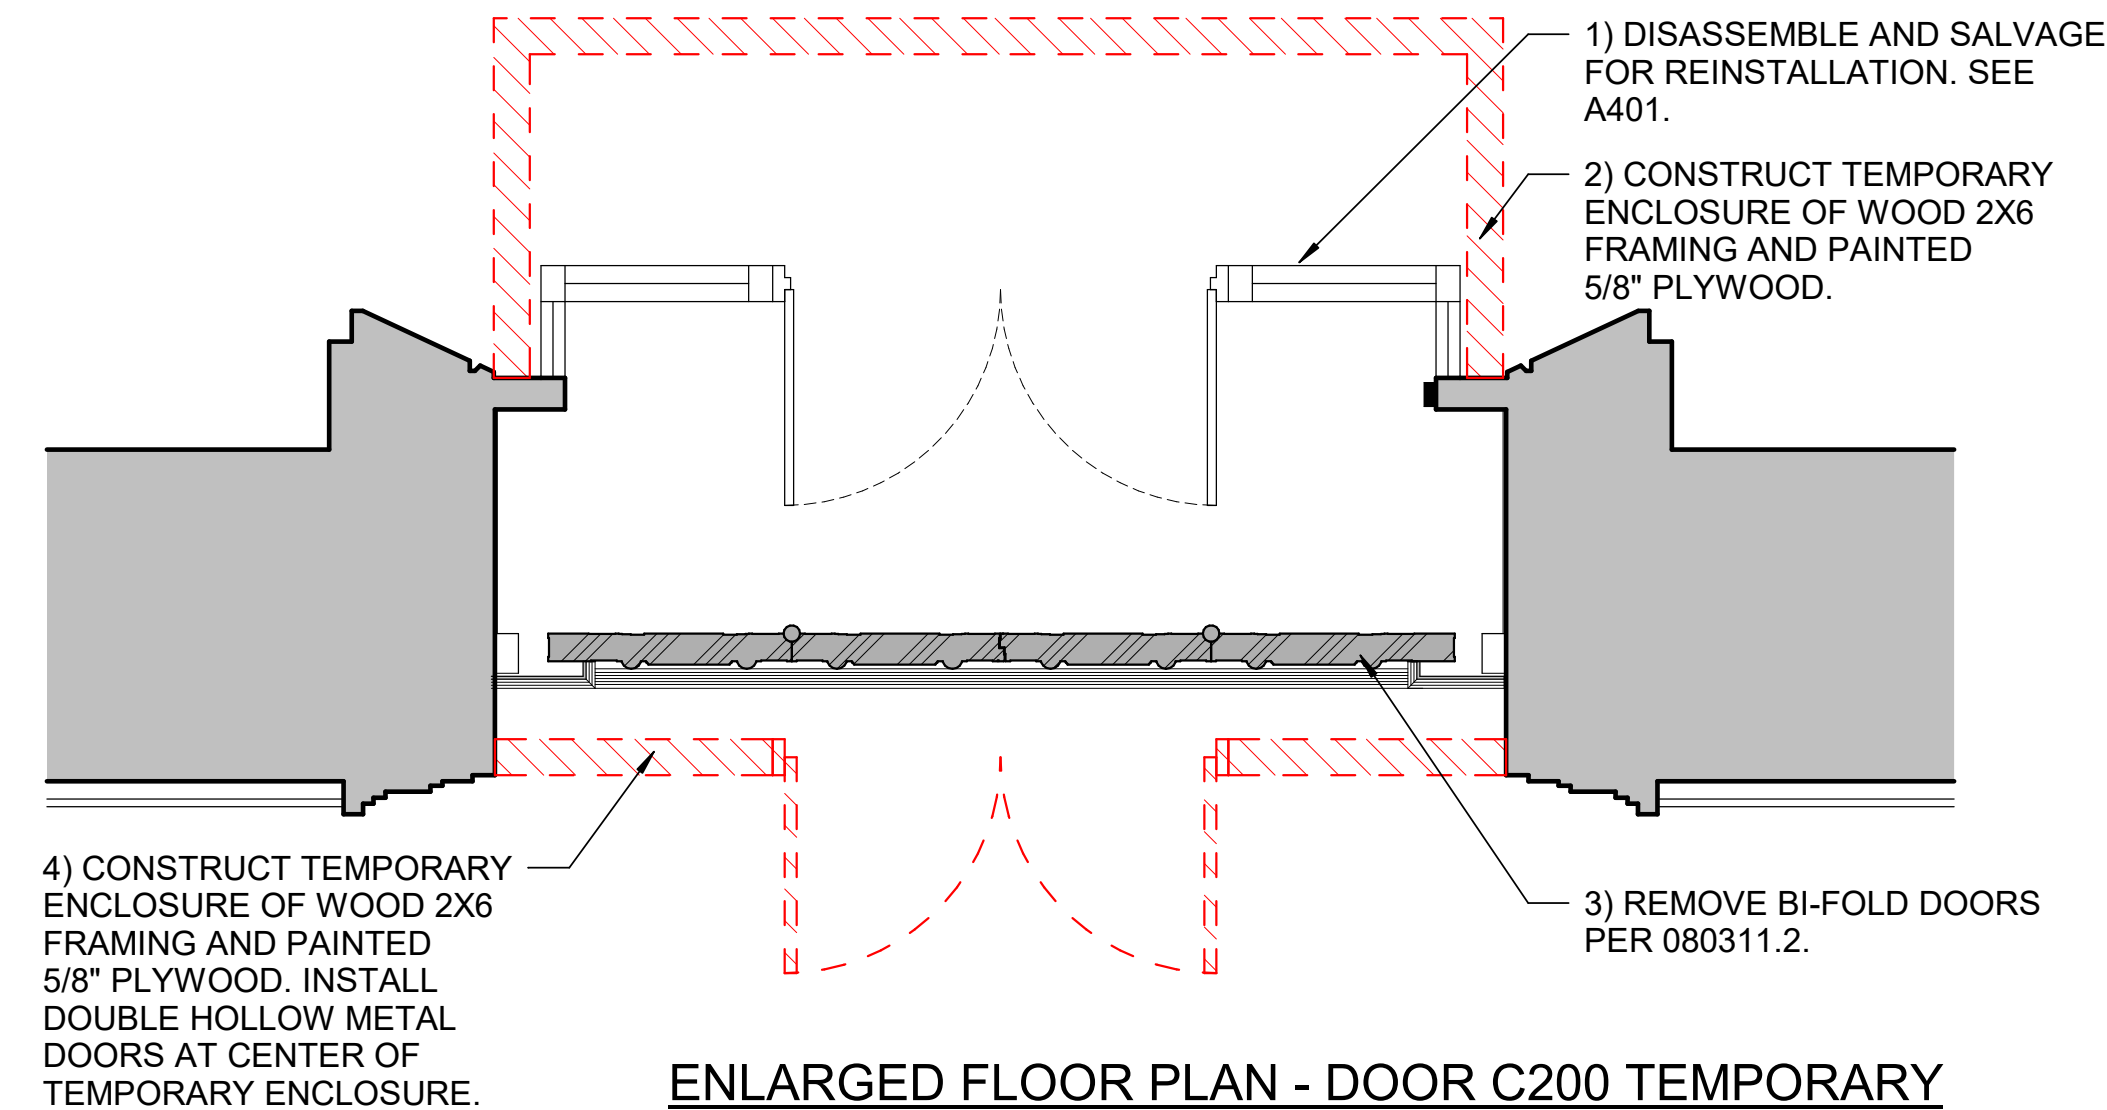 1) DISASSEMBLE AND SALVAGE
FOR REINSTALLATION. SEE
A401.
2) CONSTRUCT TEMPORARY
ENCLOSURE OF WOOD 2X6
FRAMING AND PAINTED
5/8" PLYWOOD.
4) CONSTRUCT TEMPORARY
ENCLOSURE OF WOOD 2X6
FRAMING AND PAINTED
5/8" PLYWOOD. INSTALL
DOUBLE HOLLOW METAL
DOORS AT CENTER OF
TEMPORARY ENCLOSURE.
3) REMOVE BI-FOLD DOORS
PER 080311.2.
ENLARGED FLOOR PLAN - DOOR C200 TEMPORARY